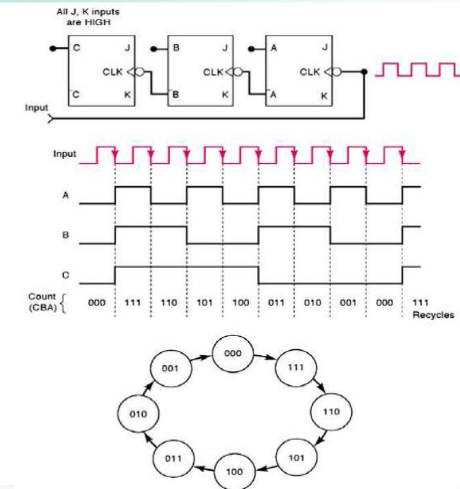 All J, K inputs
are HIGH
C J B J A J
CLK CLK CLK
C̅ K B̅ K A̅ K
Input
Input
A
B
C
Count
(CBA) { 000 111 110 101 100 011 010 001 000 111
Recycles
000
001 111
010 110
011 101
100